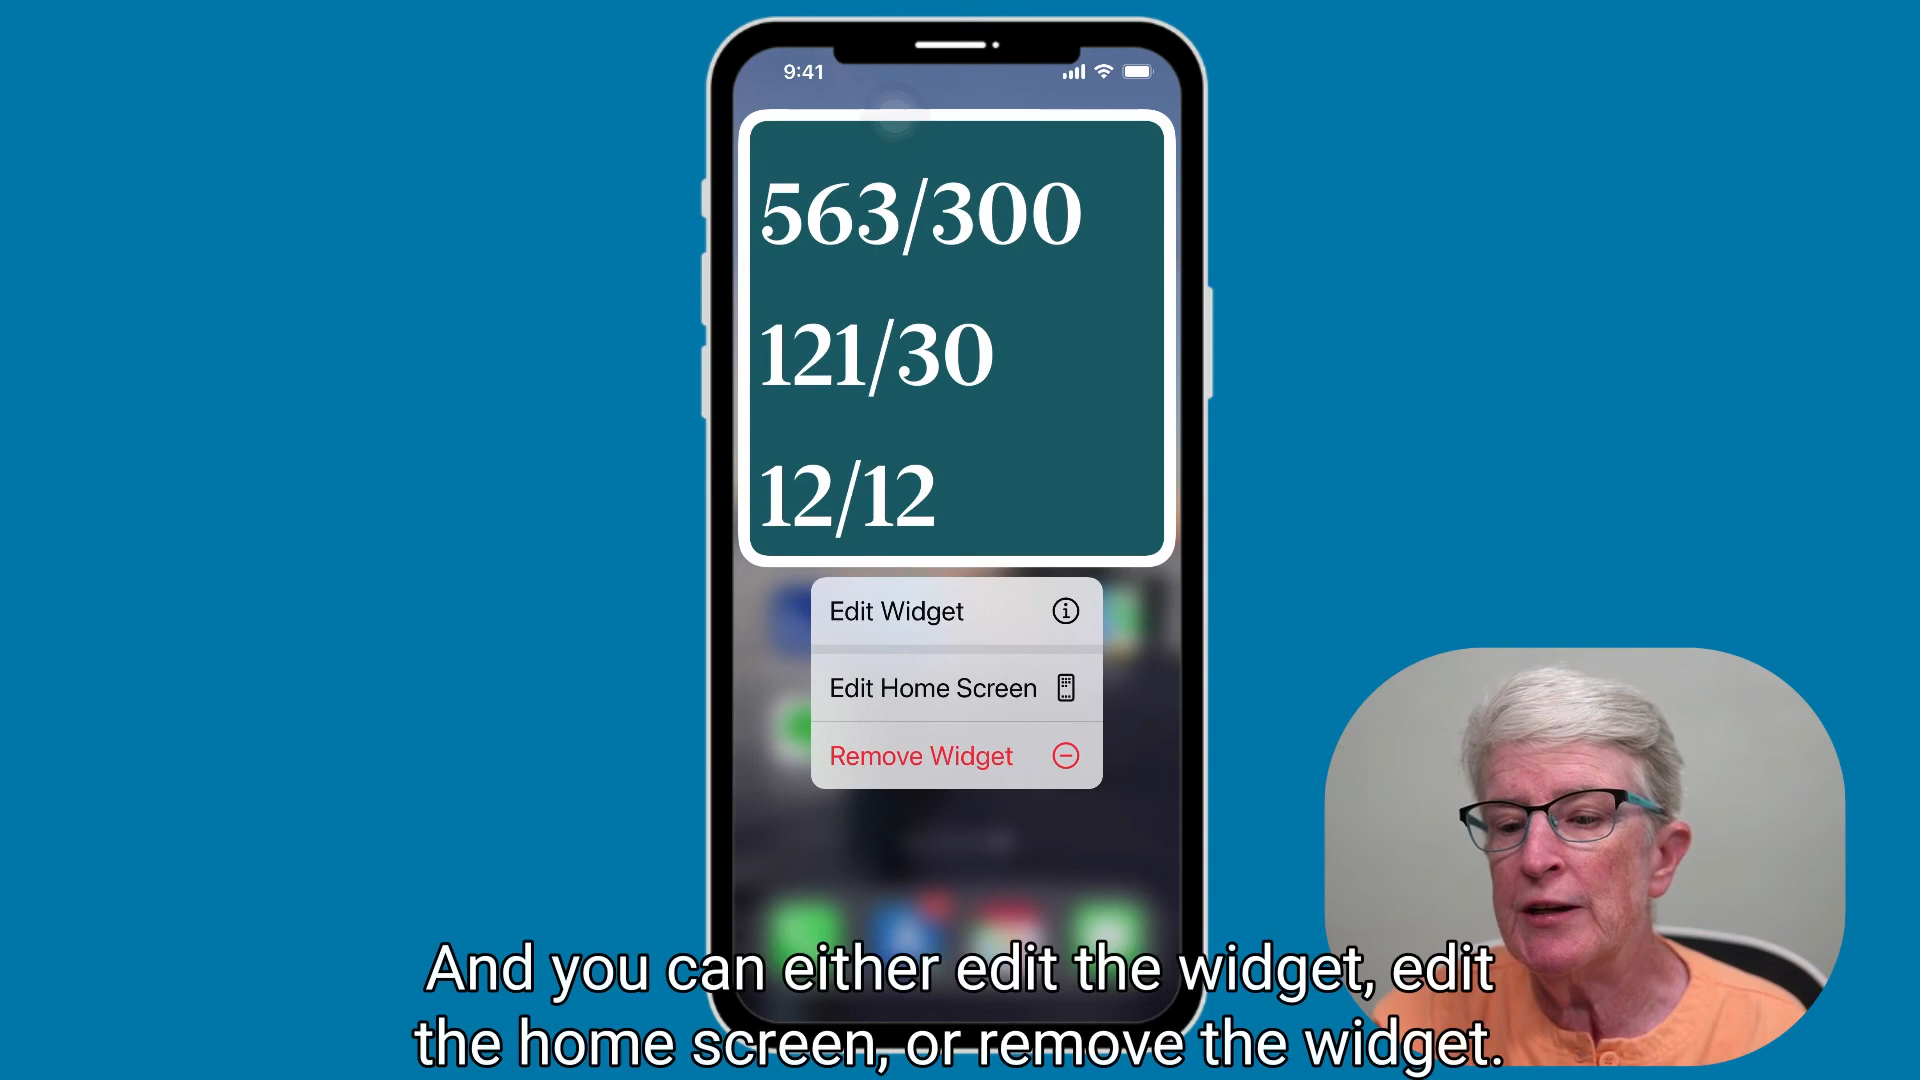 9:41
563/300
121/30
12/12
Edit Widget
Edit Home Screen
Remove Widget
And you can either edit the widget, edit
the home screen, or remove the widget.